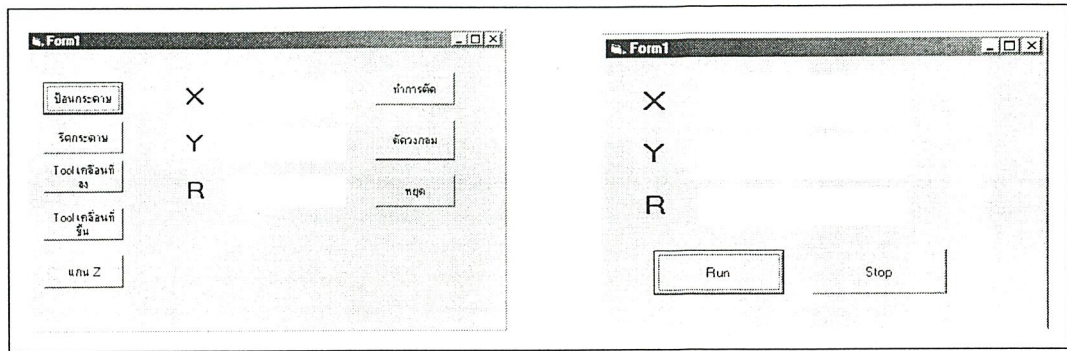 Form1
ป้อนกระดาษ
X
ทำการตัด
รีดกระดาษ
Y
ตัดวงกลม
Tool เคลื่อนที่
ลง
R
หยุด
Tool เคลื่อนที่
ขึ้น
แกน Z
Form1
X
Y
R
Run
Stop